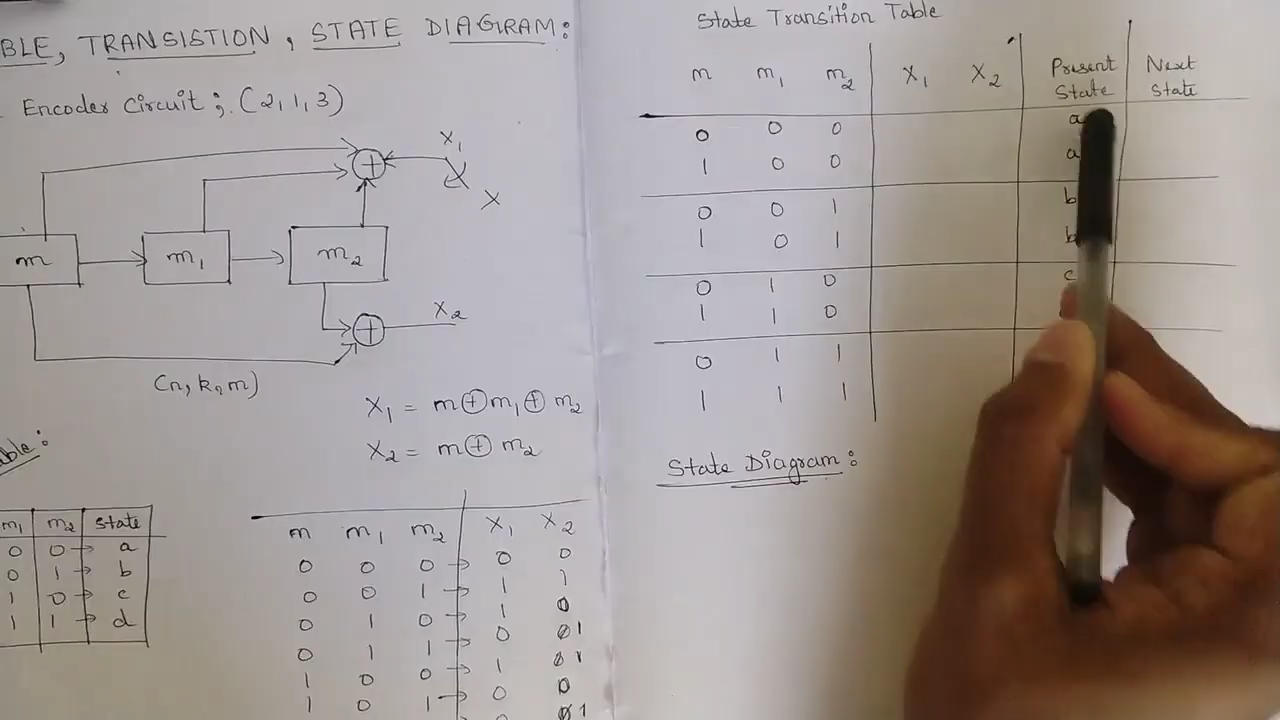 BLE, TRANSISTION, STATE DIAGRAM:
Encoder Circuit; (2,1,3)
X1
X
m m1 m2
X2
(n, k, m)
X1 = m⊕m1⊕m2
X2 = m⊕m2
able:
m1 m2 state
0 0 → a
0 1 → b
1 0 → c
1 1 → d
m m1 m2 X1 X2
0 0 0 → 0 0
0 0 1 → 1 1
0 1 0 → 1 0
0 1 1 → 0 1
1 0 0 → 1
1 0 1 → 0 0
1
State Transition Table
m m1 m2 X1 X2 Present State Next State
0 0 0 a
1 0 0 a
0 0 1 b
1 0 1 b
0 1 0 c
1 1 0
0 1 1
1 1 1
State Diagram: